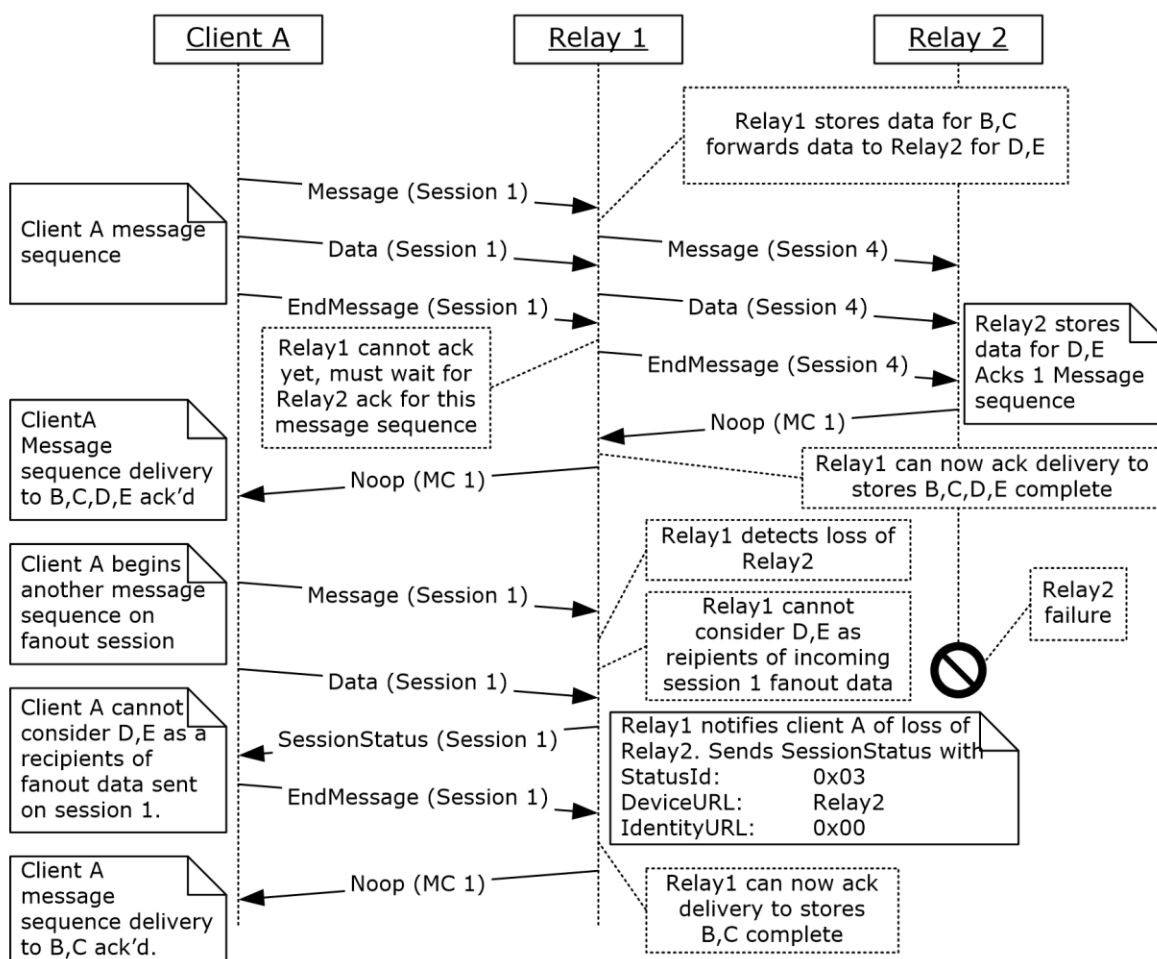 Client A
Relay 1
Relay 2
Relay1 stores data for B,C
forwards data to Relay2 for D,E
Message (Session 1)
Client A message
sequence
Data (Session 1)
Message (Session 4)
EndMessage (Session 1)
Data (Session 4)
Relay1 cannot ack
yet, must wait for
Relay2 ack for this
message sequence
EndMessage (Session 4)
Relay2 stores
data for D,E
Acks 1 Message
sequence
Noop (MC 1)
ClientA
Message
sequence delivery
to B,C,D,E ack’d
Noop (MC 1)
Relay1 can now ack delivery to
stores B,C,D,E complete
Relay1 detects loss of
Relay2
Client A begins
another message
sequence on
fanout session
Message (Session 1)
Relay1 cannot
consider D,E as
reipients of incoming
session 1 fanout data
Relay2
failure
Data (Session 1)
Client A cannot
consider D,E as a
recipients of
fanout data sent
on session 1.
SessionStatus (Session 1)
Relay1 notifies client A of loss of
Relay2. Sends SessionStatus with
StatusId: 0x03
DeviceURL: Relay2
IdentityURL: 0x00
EndMessage (Session 1)
Client A
message
sequence delivery
to B,C ack’d.
Noop (MC 1)
Relay1 can now ack
delivery to stores
B,C complete